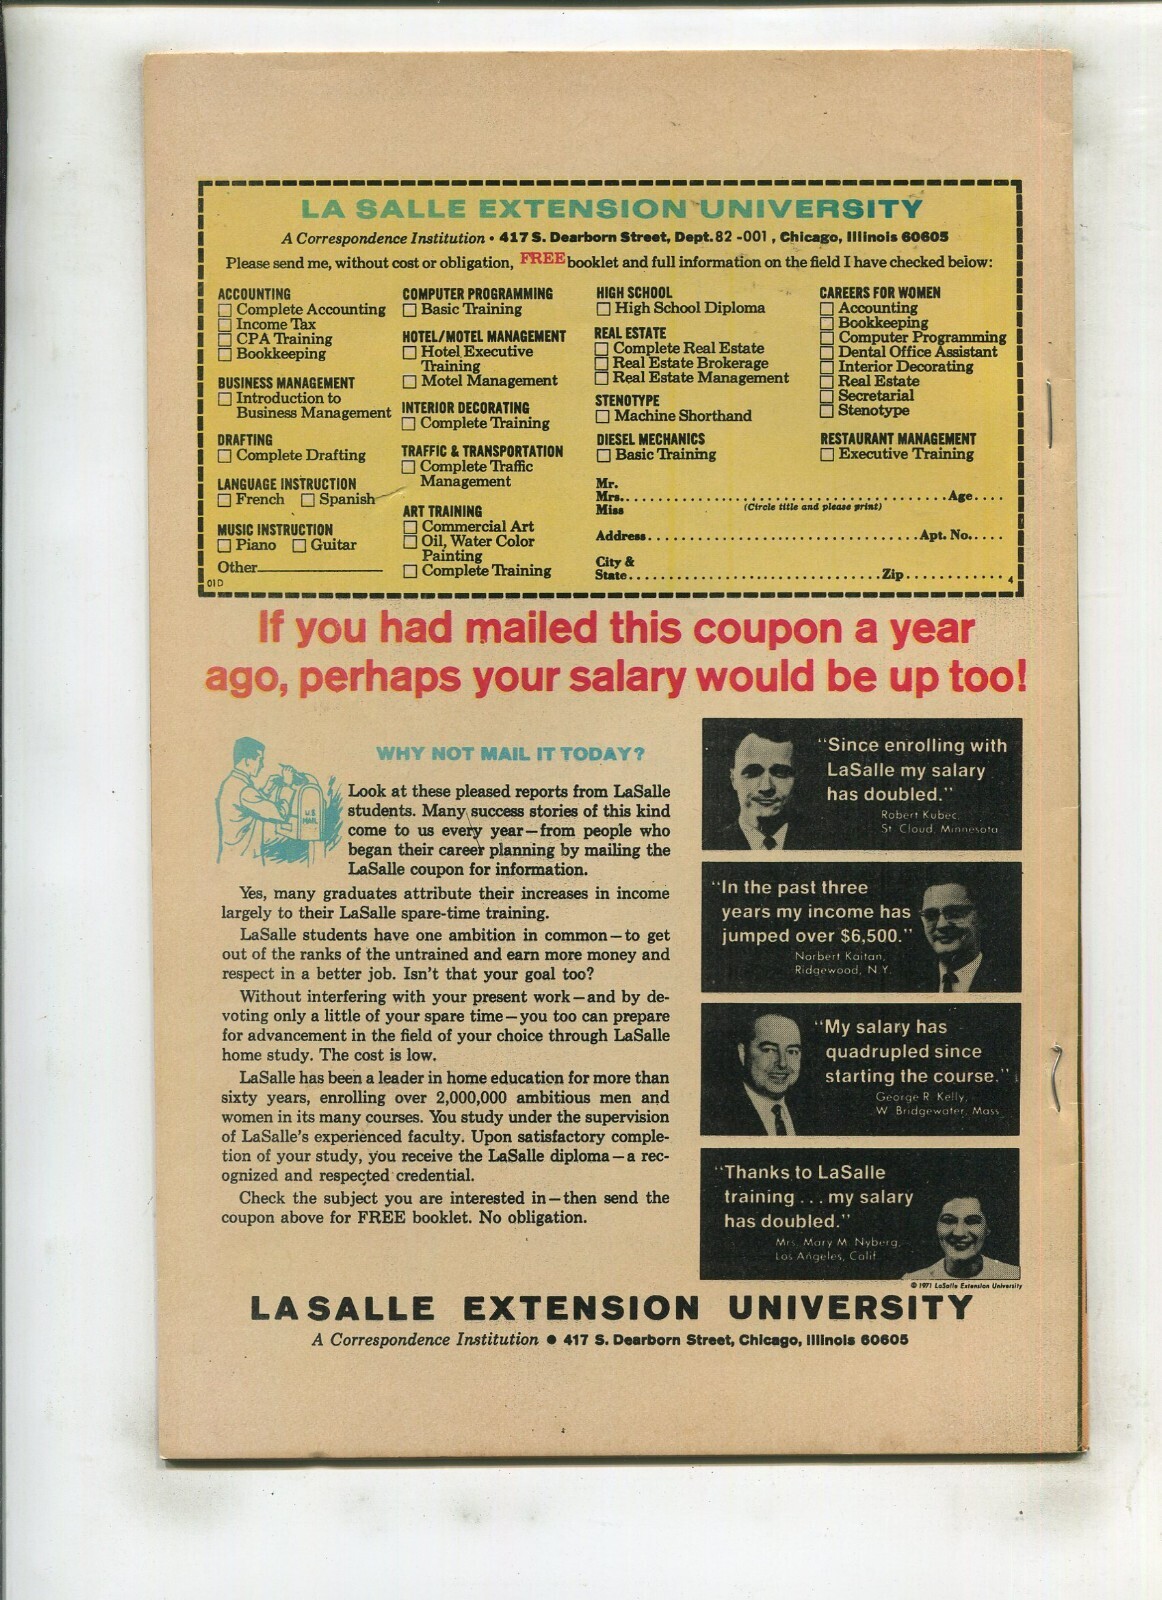 LA SALLE EXTENSION UNIVERSITY
A Correspondence Institution • 417 S. Dearborn Street, Dept. 82 -001 , Chicago, Illinois 60605
Please send me, without cost or obligation, FREE booklet and full information on the field I have checked below:
ACCOUNTING
Complete Accounting
Income Tax
CPA Training
Bookkeeping
BUSINESS MANAGEMENT
Introduction to
Business Management
DRAFTING
Complete Drafting
LANGUAGE INSTRUCTION
French Spanish
MUSIC INSTRUCTION
Piano Guitar
Other
01D
COMPUTER PROGRAMMING
Basic Training
HOTEL/MOTEL MANAGEMENT
Hotel Executive
Training
Motel Management
INTERIOR DECORATING
Complete Training
TRAFFIC & TRANSPORTATION
Complete Traffic
Management
ART TRAINING
Commercial Art
Oil, Water Color
Painting
Complete Training
HIGH SCHOOL
High School Diploma
REAL ESTATE
Complete Real Estate
Real Estate Brokerage
Real Estate Management
STENOTYPE
Machine Shorthand
DIESEL MECHANICS
Basic Training
CAREERS FOR WOMEN
Accounting
Bookkeeping
Computer Programming
Dental Office Assistant
Interior Decorating
Real Estate
Secretarial
Stenotype
RESTAURANT MANAGEMENT
Executive Training
Mr.
Mrs. Age
Miss (Circle title and please print)
Address Apt. No.
City &
State Zip
4
If you had mailed this coupon a year
ago, perhaps your salary would be up too!
WHY NOT MAIL IT TODAY?
U.S.
MAIL
Look at these pleased reports from LaSalle
students. Many success stories of this kind
come to us every year—from people who
began their career planning by mailing the
LaSalle coupon for information.
Yes, many graduates attribute their increases in income
largely to their LaSalle spare-time training.
LaSalle students have one ambition in common—to get
out of the ranks of the untrained and earn more money and
respect in a better job. Isn't that your goal too?
Without interfering with your present work—and by de-
voting only a little of your spare time—you too can prepare
for advancement in the field of your choice through LaSalle
home study. The cost is low.
LaSalle has been a leader in home education for more than
sixty years, enrolling over 2,000,000 ambitious men and
women in its many courses. You study under the supervision
of LaSalle's experienced faculty. Upon satisfactory comple-
tion of your study, you receive the LaSalle diploma—a rec-
ognized and respected credential.
Check the subject you are interested in—then send the
coupon above for FREE booklet. No obligation.
"Since enrolling with
LaSalle my salary
has doubled."
Robert Kubec,
St. Cloud, Minnesota
"In the past three
years my income has
jumped over $6,500."
Norbert Kaitan,
Ridgewood, N.Y.
"My salary has
quadrupled since
starting the course."
George R. Kelly,
W. Bridgewater, Mass.
"Thanks to LaSalle
training . . . my salary
has doubled."
Mrs. Mary M. Nyberg,
Los Angeles, Calif.
© 1971 LaSalle Extension University
LASALLE EXTENSION UNIVERSITY
A Correspondence Institution • 417 S. Dearborn Street, Chicago, Illinois 60605